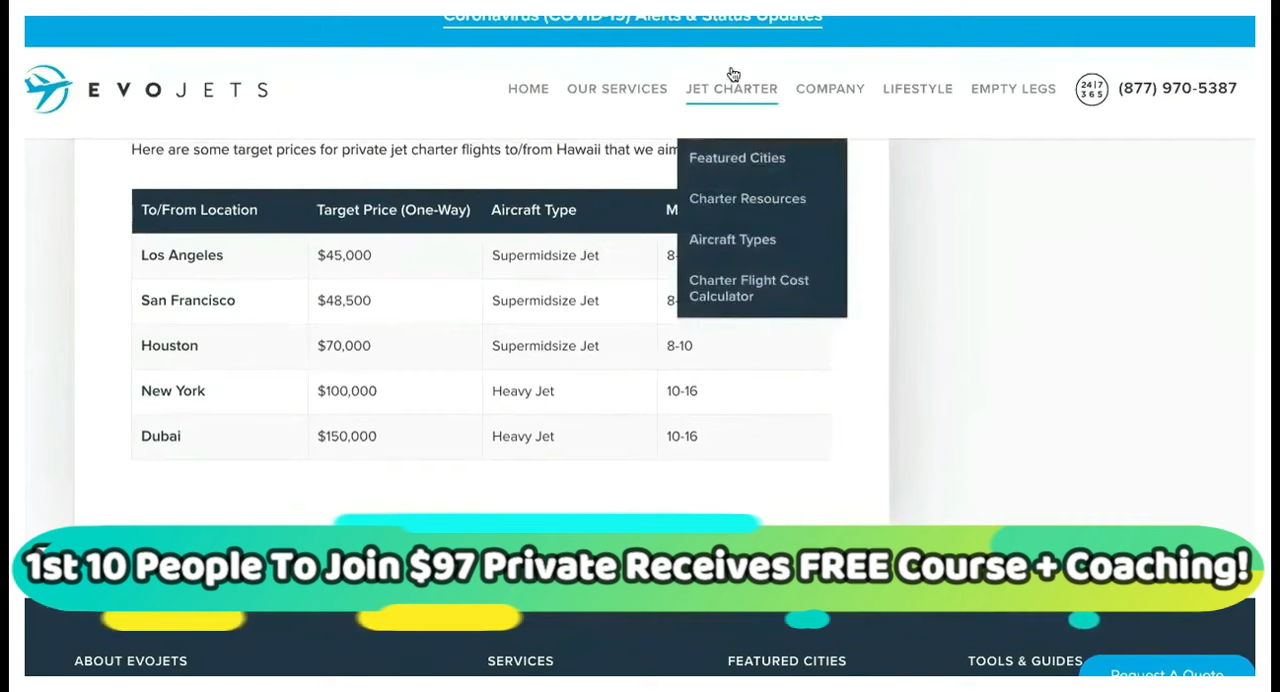 Coronavirus (COVID-19) Alerts & Status Updates
EVOJETS
HOME OUR SERVICES JET CHARTER COMPANY LIFESTYLE EMPTY LEGS 24|7 365 (877) 970-5387
Here are some target prices for private jet charter flights to/from Hawaii that we aim
Featured Cities
Charter Resources
Aircraft Types
Charter Flight Cost
Calculator
To/From Location Target Price (One-Way) Aircraft Type M
Los Angeles $45,000 Supermidsize Jet 8-
San Francisco $48,500 Supermidsize Jet 8-
Houston $70,000 Supermidsize Jet 8-10
New York $100,000 Heavy Jet 10-16
Dubai $150,000 Heavy Jet 10-16
1st 10 People To Join $97 Private Receives FREE Course + Coaching!
ABOUT EVOJETS SERVICES FEATURED CITIES TOOLS & GUIDES
Request A Quote